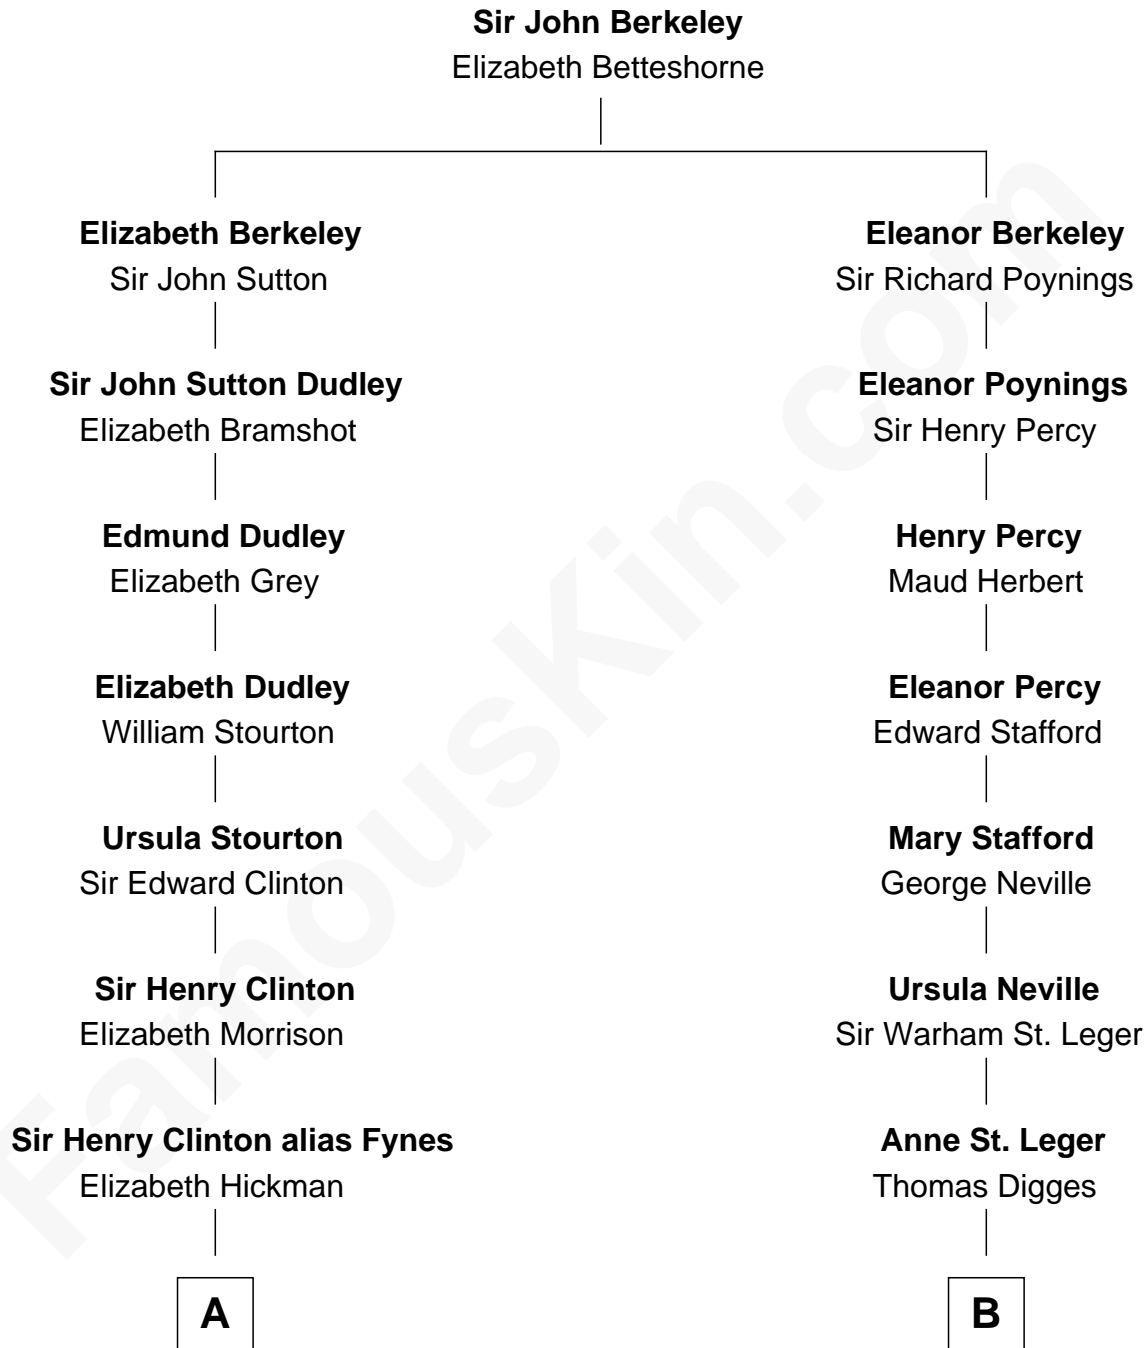 Sir John Berkeley
Elizabeth Betteshorne
Elizabeth Berkeley
Sir John Sutton
Eleanor Berkeley
Sir Richard Poynings
Sir John Sutton Dudley
Elizabeth Bramshot
Eleanor Poynings
Sir Henry Percy
Edmund Dudley
Elizabeth Grey
Henry Percy
Maud Herbert
Elizabeth Dudley
William Stourton
Eleanor Percy
Edward Stafford
Ursula Stourton
Sir Edward Clinton
Mary Stafford
George Neville
Sir Henry Clinton
Elizabeth Morrison
Ursula Neville
Sir Warham St. Leger
Sir Henry Clinton alias Fynes
Elizabeth Hickman
Anne St. Leger
Thomas Digges
A
B
FamousKin.com